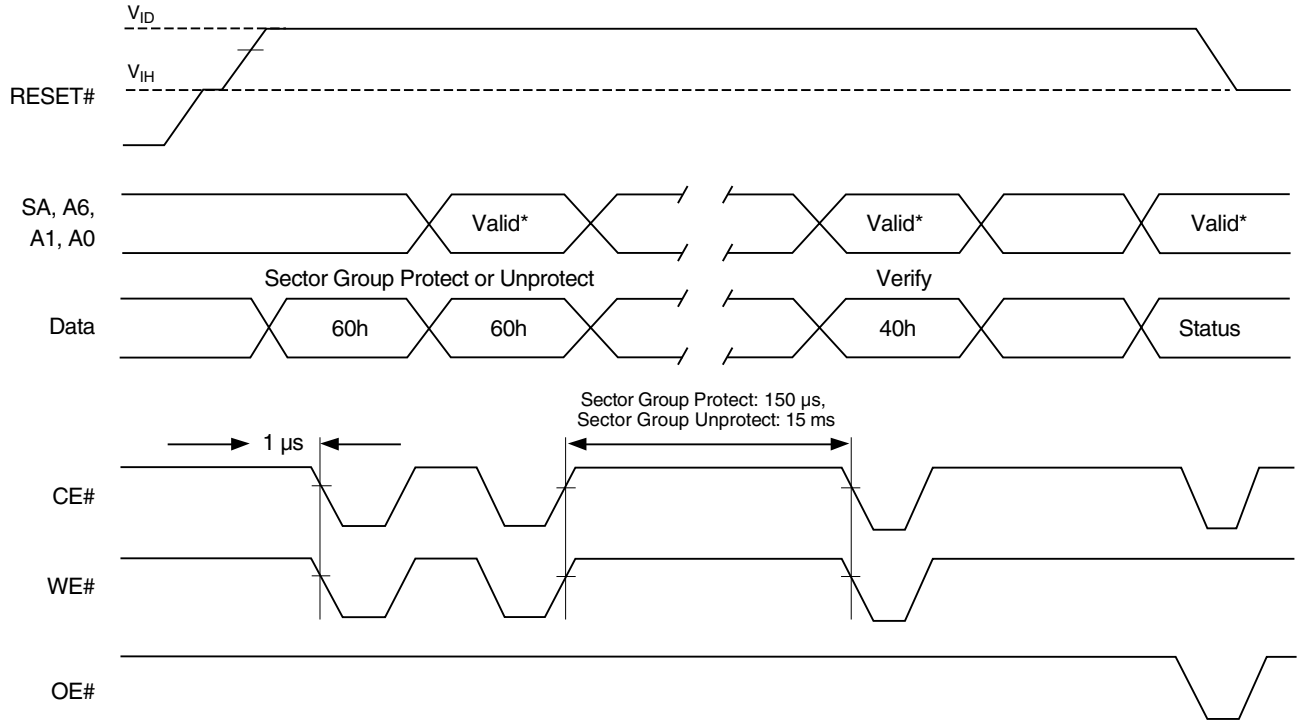 VID
VIH
RESET#
SA, A6,
A1, A0
Valid*
Valid*
Valid*
Sector Group Protect or Unprotect
Verify
Data
60h
60h
40h
Status
Sector Group Protect: 150 µs,
Sector Group Unprotect: 15 ms
1 µs
CE#
WE#
OE#